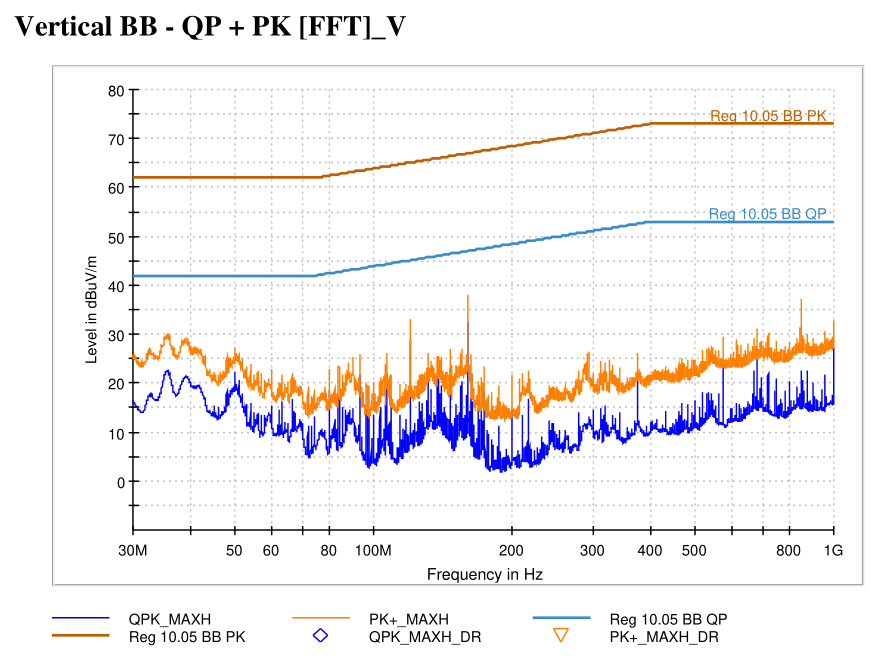 Vertical BB - QP + PK [FFT]_V
80
Reg 10.05 BB PK
70
60
Reg 10.05 BB QP
50
40
Level in dBuV/m
30
20
10
0
30M 50 60 80 100M 200 300 400 500 800 1G
Frequency in Hz
QPK_MAXH PK+_MAXH Reg 10.05 BB QP
Reg 10.05 BB PK QPK_MAXH_DR PK+_MAXH_DR